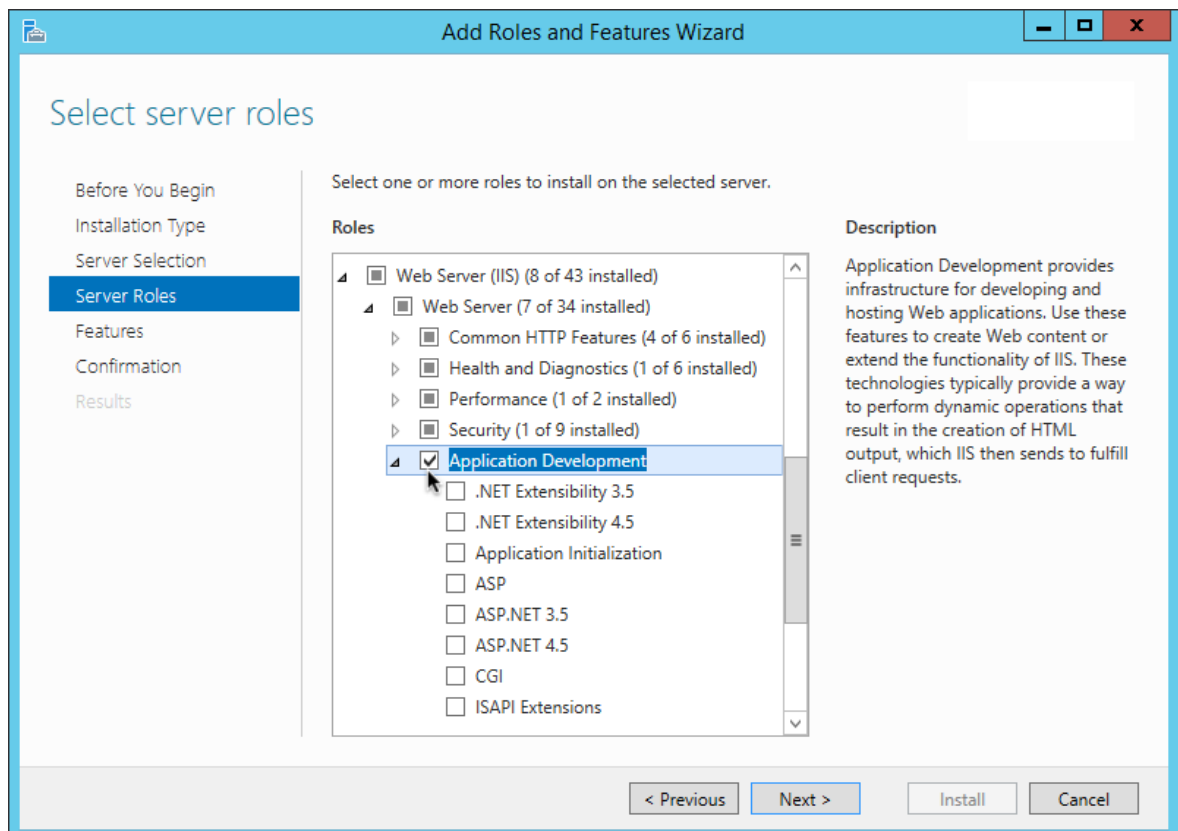 Add Roles and Features Wizard
Select server roles
Before You Begin
Installation Type
Server Selection
Server Roles
Features
Confirmation
Results
Select one or more roles to install on the selected server.
Roles
Web Server (IIS) (8 of 43 installed)
Web Server (7 of 34 installed)
Common HTTP Features (4 of 6 installed)
Health and Diagnostics (1 of 6 installed)
Performance (1 of 2 installed)
Security (1 of 9 installed)
Application Development
.NET Extensibility 3.5
.NET Extensibility 4.5
Application Initialization
ASP
ASP.NET 3.5
ASP.NET 4.5
CGI
ISAPI Extensions
Description
Application Development provides
infrastructure for developing and
hosting Web applications. Use these
features to create Web content or
extend the functionality of IIS. These
technologies typically provide a way
to perform dynamic operations that
result in the creation of HTML
output, which IIS then sends to fulfill
client requests.
< Previous
Next >
Install
Cancel